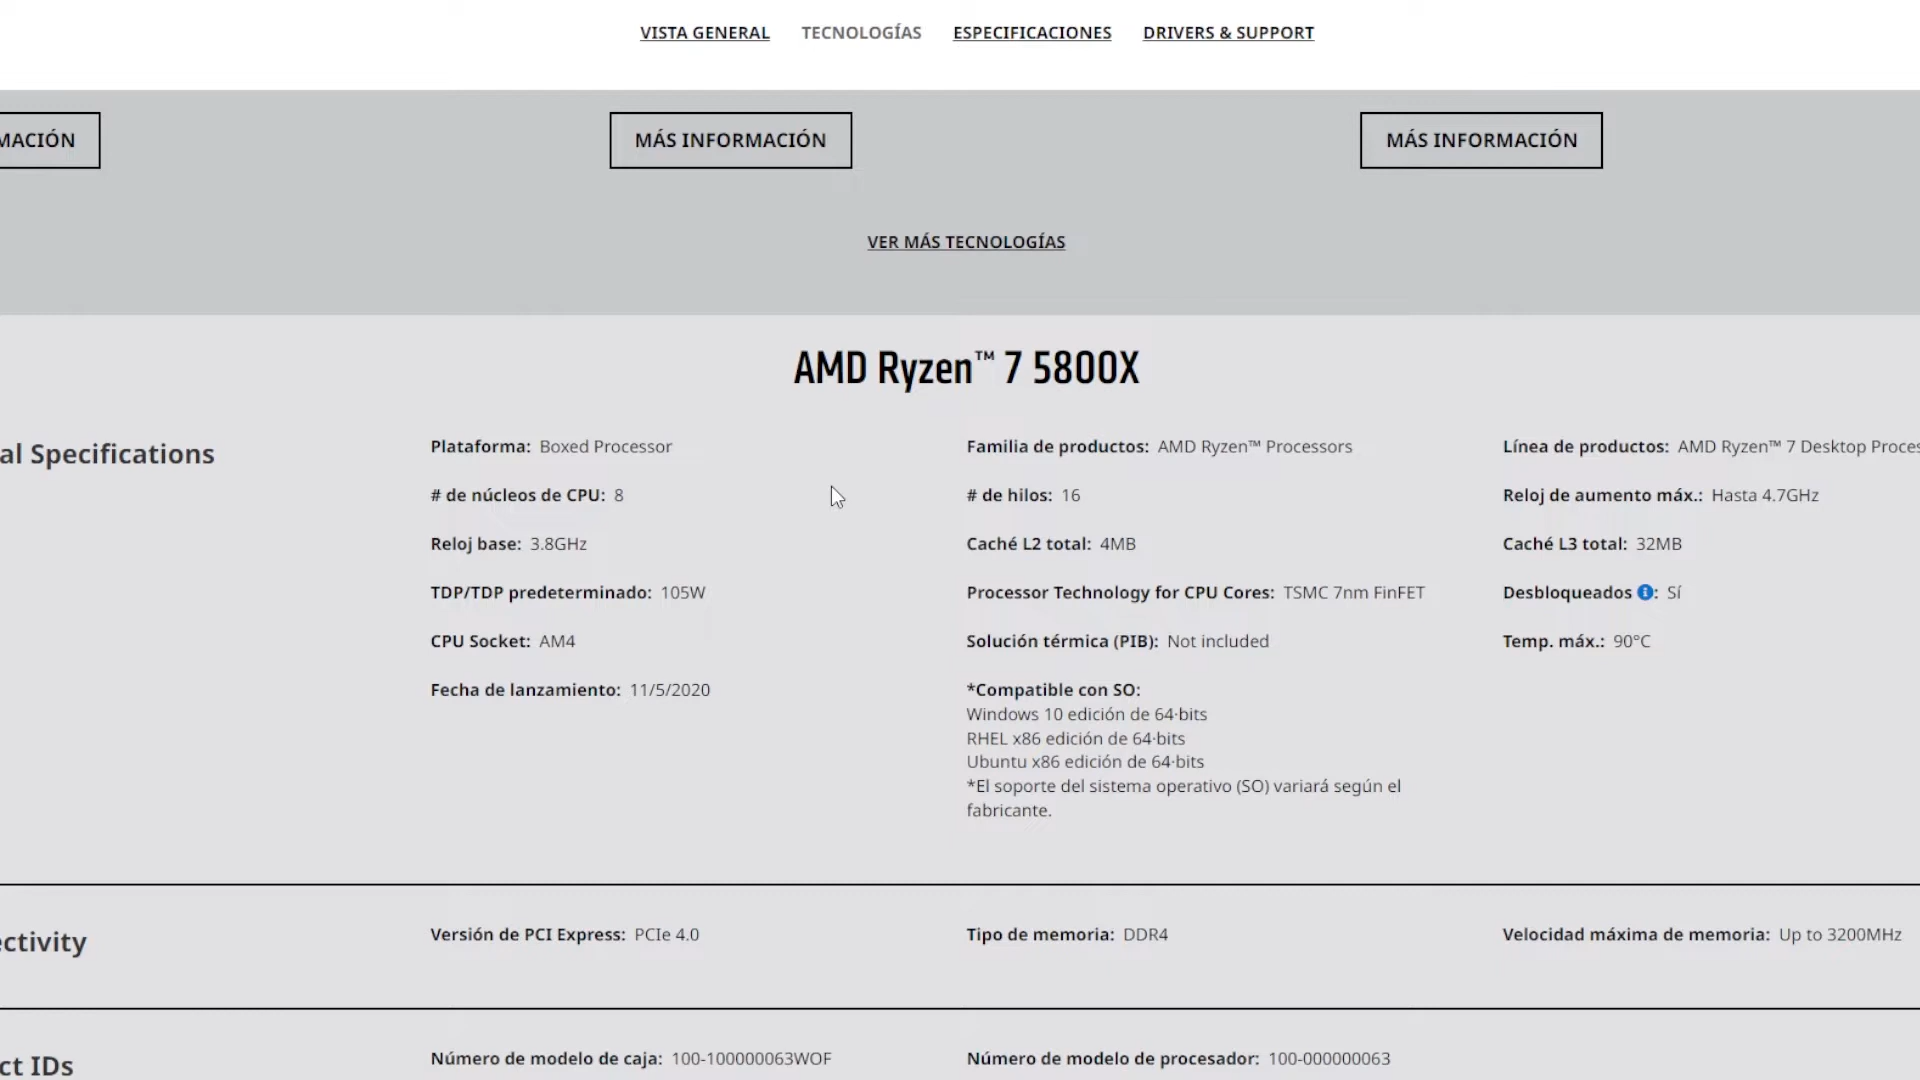 VISTA GENERAL TECNOLOGÍAS ESPECIFICACIONES DRIVERS & SUPPORT
MACIÓN MÁS INFORMACIÓN MÁS INFORMACIÓN
VER MÁS TECNOLOGÍAS
AMD Ryzen™ 7 5800X
al Specifications
Plataforma: Boxed Processor
Familia de productos: AMD Ryzen™ Processors
Línea de productos: AMD Ryzen™ 7 Desktop Proces
# de núcleos de CPU: 8
# de hilos: 16
Reloj de aumento máx.: Hasta 4.7GHz
Reloj base: 3.8GHz
Caché L2 total: 4MB
Caché L3 total: 32MB
TDP/TDP predeterminado: 105W
Processor Technology for CPU Cores: TSMC 7nm FinFET
Desbloqueados i: Sí
CPU Socket: AM4
Solución térmica (PIB): Not included
Temp. máx.: 90°C
Fecha de lanzamiento: 11/5/2020
*Compatible con SO:
Windows 10 edición de 64·bits
RHEL x86 edición de 64·bits
Ubuntu x86 edición de 64·bits
*El soporte del sistema operativo (SO) variará según el
fabricante.
ectivity
Versión de PCI Express: PCIe 4.0
Tipo de memoria: DDR4
Velocidad máxima de memoria: Up to 3200MHz
ct IDs
Número de modelo de caja: 100-100000063WOF
Número de modelo de procesador: 100-000000063